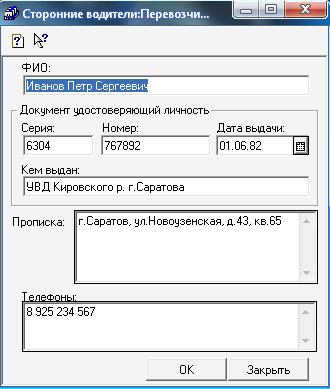 Сторонние водители:Перевозчи...
ФИО:
Иванов Петр Сергеевич
Документ удостоверяющий личность
Серия: Номер: Дата выдачи:
6304 767892 01.06.82
Кем выдан:
УВД Кировского р. г.Саратова
Прописка: г.Саратов, ул.Новоузенская, д.43, кв.65
Телефоны:
8 925 234 567
OK Закрыть